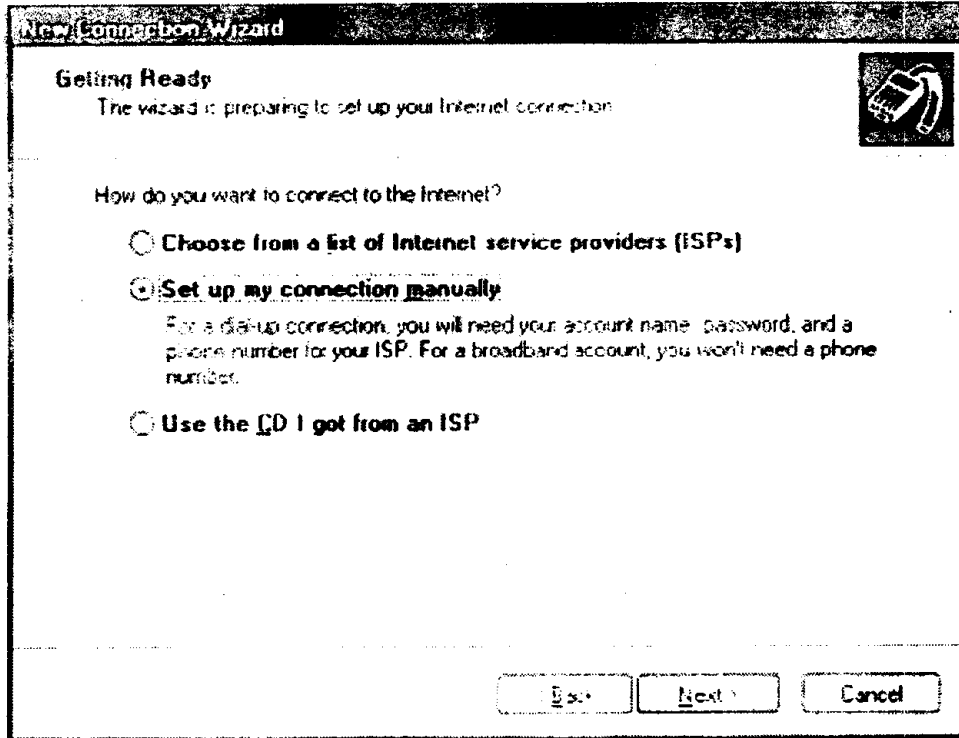 New Connection Wizard
Getting Ready
The wizard is preparing to set up your Internet connection
How do you want to connect to the Internet?
Choose from a list of Internet service providers (ISPs)
Set up my connection manually
For a dial-up connection, you will need your account name, password, and a
phone number for your ISP. For a broadband account, you won't need a phone
number.
Use the CD I got from an ISP
< Back
Next >
Cancel